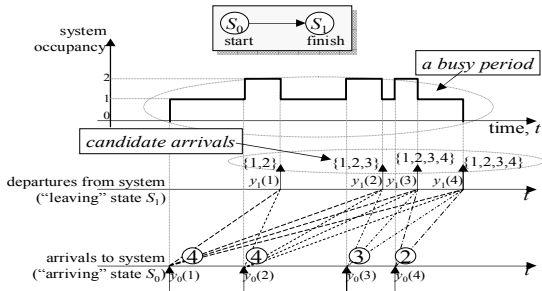 S0 S1
start finish
system
occupancy
a busy period
2
1
0
time, t
candidate arrivals
{1,2} {1,2,3} {1,2,3,4} {1,2,3,4}
departures from system
("leaving" state S1)
y1(1) y1(2) y1(3) y1(4)
t
4 4 3 2
arrivals to system
("arriving" state S0)
y0(1) y0(2) y0(3) y0(4)
t